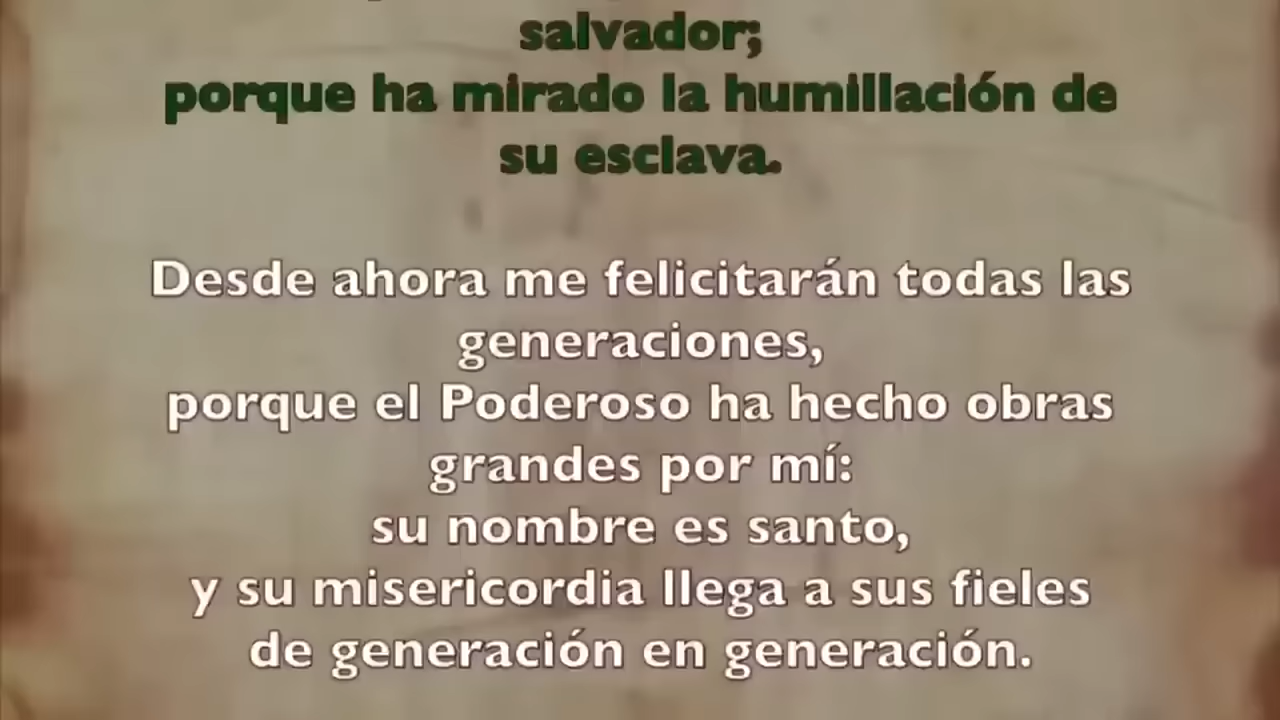 salvador;
porque ha mirado la humillación de
su esclava.
Desde ahora me felicitarán todas las
generaciones,
porque el Poderoso ha hecho obras
grandes por mí:
su nombre es santo,
y su misericordia llega a sus fieles
de generación en generación.